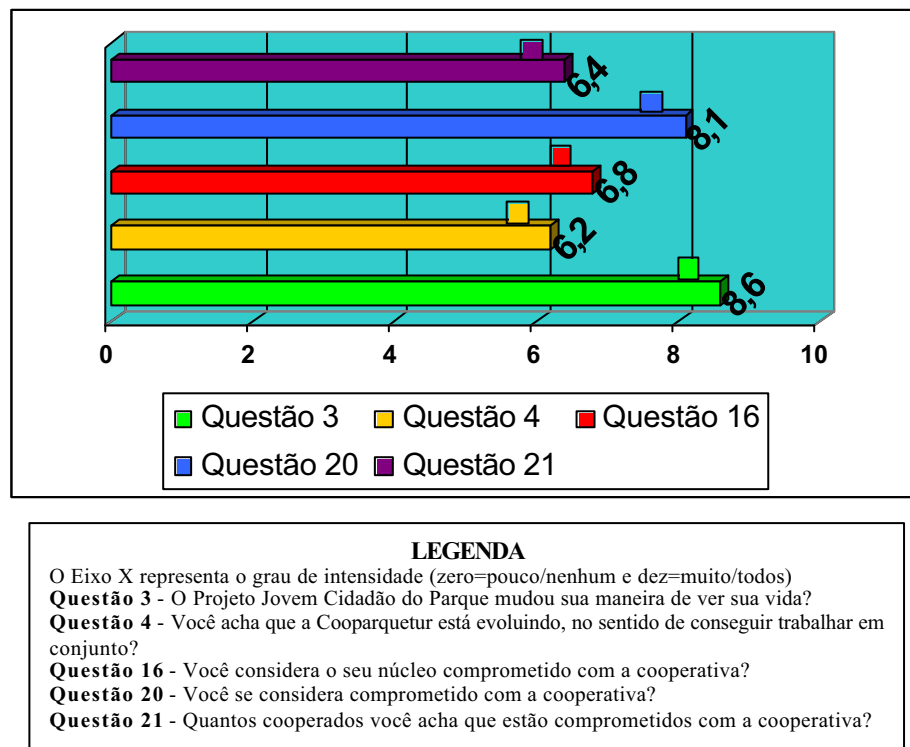 6,4
8,1
6,8
6,2
8,6
0 2 4 6 8 10
Questão 3 Questão 4 Questão 16
Questão 20 Questão 21
LEGENDA
O Eixo X representa o grau de intensidade (zero=pouco/nenhum e dez=muito/todos)
Questão 3 - O Projeto Jovem Cidadão do Parque mudou sua maneira de ver sua vida?
Questão 4 - Você acha que a Cooparquetur está evoluindo, no sentido de conseguir trabalhar em
conjunto?
Questão 16 - Você considera o seu núcleo comprometido com a cooperativa?
Questão 20 - Você se considera comprometido com a cooperativa?
Questão 21 - Quantos cooperados você acha que estão comprometidos com a cooperativa?